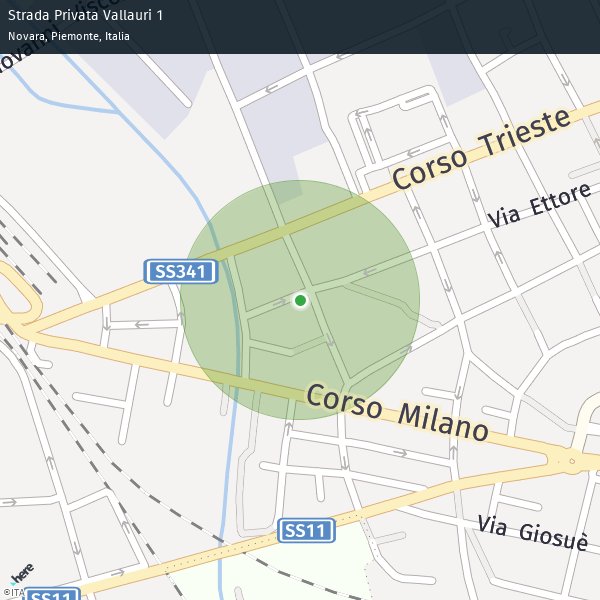 Strada Privata Vallauri 1
Novara, Piemonte, Italia
Corso Trieste
Via Ettore
SS341
Corso Milano
SS11
Via Giosuè
here
SS11